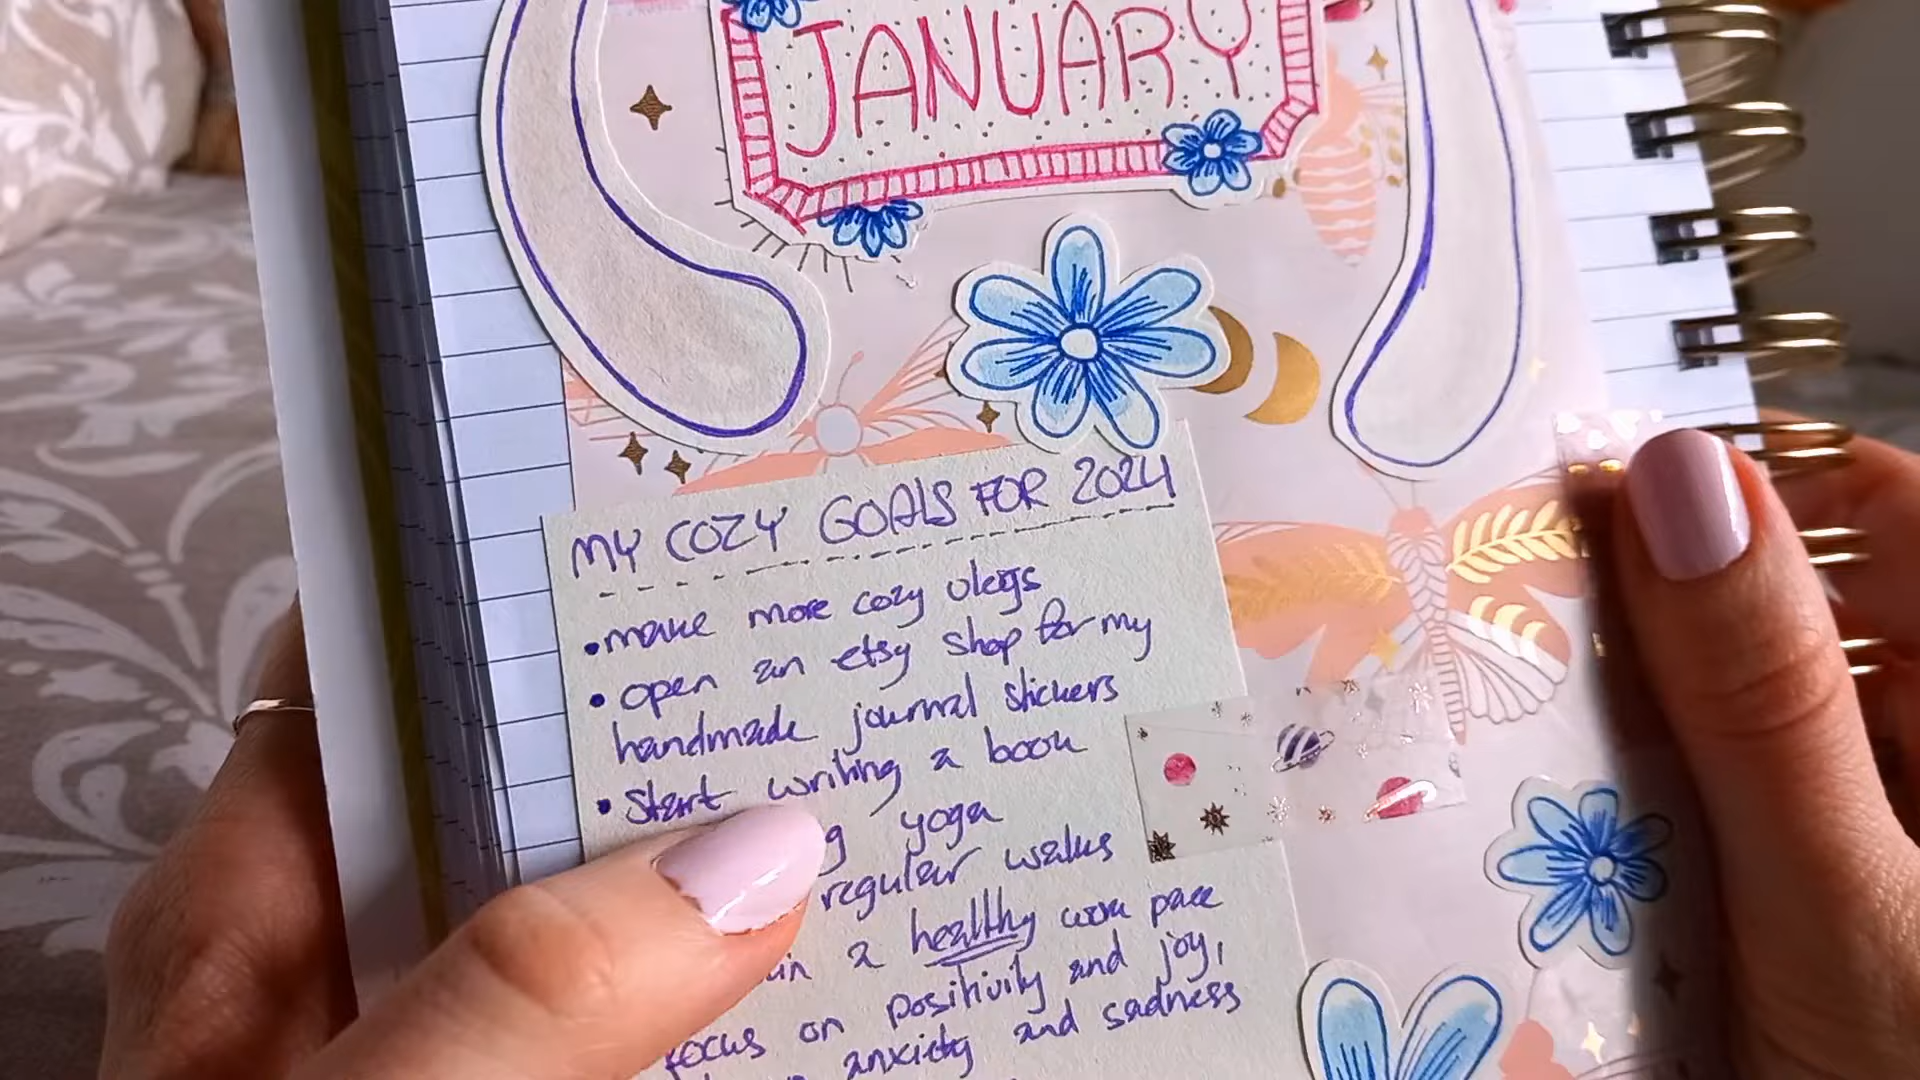 JANUARY
MY COZY GOALS FOR 2024
• make more cozy vlogs
• open an etsy shop for my
handmade journal stickers
• Start writing a book
yoga
regular walks
a healthy work pace
focus on positivity and joy,
anxiety and sadness